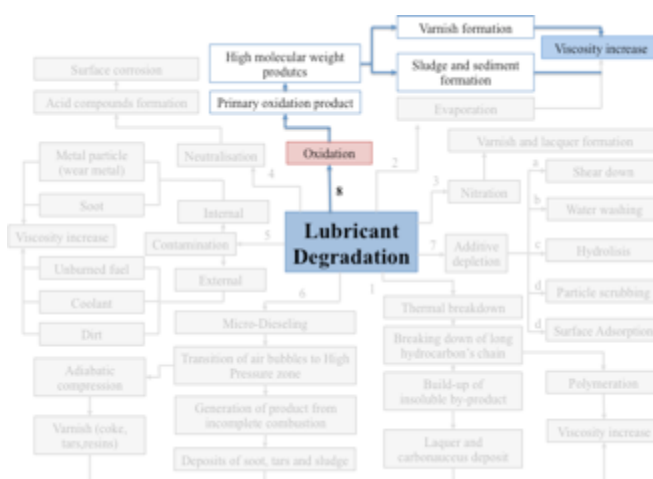 Varnish formation
High molecular weight
produtcs
Viscosity increase
Sludge and sediment
formation
Surface corrosion
Acid compounds formation
Primary oxidation product
Evaporation
Oxidation
2
Varnish and lacquer formation
Metal particle
(wear metal)
Neutralisation
4
8
3
Nitration
a
Shear down
Soot
Internal
b
Water washing
Viscosity increase
Contamination
5
Lubricant
Degradation
7
Additive
depletion
c
Hydrolisis
Unburned fuel
External
Coolant
6
1
d
Particle scrubbing
Thermal breakdown
Dirt
Micro-Dieseling
d
Surface Adsorption
Breaking down of long
hydrocarbon's chain
Adiabatic
compression
Transition of air bubbles to High
Pressure zone
Build-up of
insoluble by-product
Polymeration
Generation of product from
incomplete combustion
Varnish (coke,
tars,resins)
Viscosity increase
Laquer and
carbonaucous deposit
Deposits of soot, tars and sludge